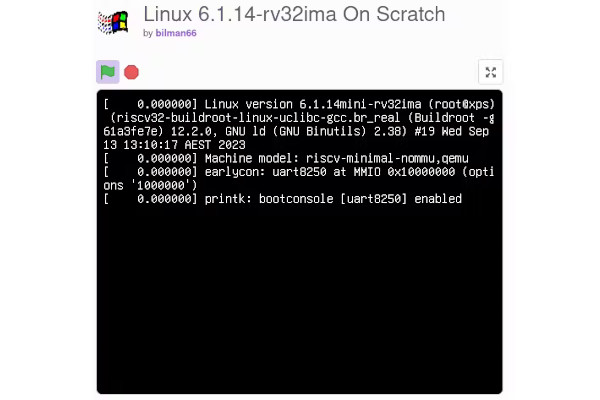 Linux 6.1.14-rv32ima On Scratch
by bilman66
[    0.000000] Linux version 6.1.14mini-rv32ima (root@xps)
(riscv32-buildroot-linux-uclibc-gcc.br_real (Buildroot -g
61a3fe7e) 12.2.0, GNU ld (GNU Binutils) 2.38) #19 Wed Sep
13 13:10:17 AEST 2023
[    0.000000] Machine model: riscv-minimal-nommu,qemu
[    0.000000] earlycon: uart8250 at MMIO 0x10000000 (opti
ons '1000000')
[    0.000000] printk: bootconsole [uart8250] enabled